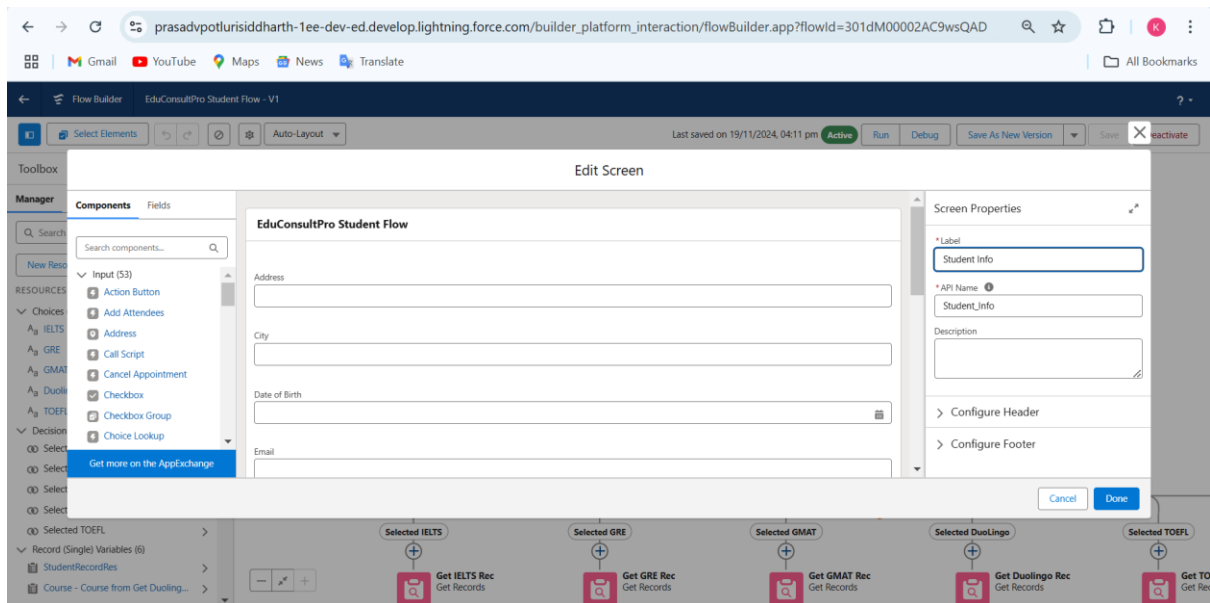 prasadvpotlurisiddharth-1ee-dev-ed.develop.lightning.force.com/builder_platform_interaction/flowBuilder.app?flowId=301dM00002AC9wsQAD
K
Gmail YouTube Maps News Translate All Bookmarks
Flow Builder EduConsultPro Student Flow - V1 ?
Select Elements Auto-Layout Last saved on 19/11/2024, 04:11 pm Active Run Debug Save As New Version Save eactivate
Toolbox
Edit Screen
Manager
Components Fields
Screen Properties
EduConsultPro Student Flow
Search
Search components...
*Label
Student Info
New Reso
Input (53)
Address
RESOURCES
Action Button
*API Name
Choices
Add Attendees
Student_Info
IELTS
Address
City
Description
GRE
Call Script
GMAT
Cancel Appointment
Duolin
Checkbox
Date of Birth
TOEFL
Checkbox Group
Configure Header
Decision
Choice Lookup
Configure Footer
Select
Email
Select
Get more on the AppExchange
Select
Select
Cancel Done
Selected TOEFL
Selected IELTS Selected GRE Selected GMAT Selected DuoLingo Selected TOEFL
Record (Single) Variables (6)
StudentRecordRes
Get IELTS Rec Get GRE Rec Get GMAT Rec Get Duolingo Rec Get TO
Course - Course from Get Duoling...
Get Records Get Records Get Records Get Records Get Rec